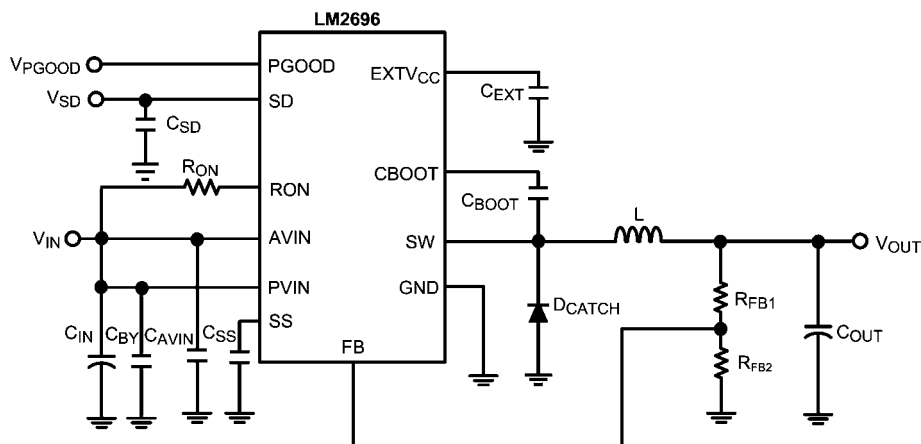 LM2696
VPGOOD
PGOOD
EXTVCC
CEXT
VSD
SD
CSD
RON
RON
CBOOT
CBOOT
L
VIN
AVIN
SW
VOUT
PVIN
GND
DCATCH
RFB1
CIN
CBY
CAVIN
CSS
SS
COUT
FB
RFB2